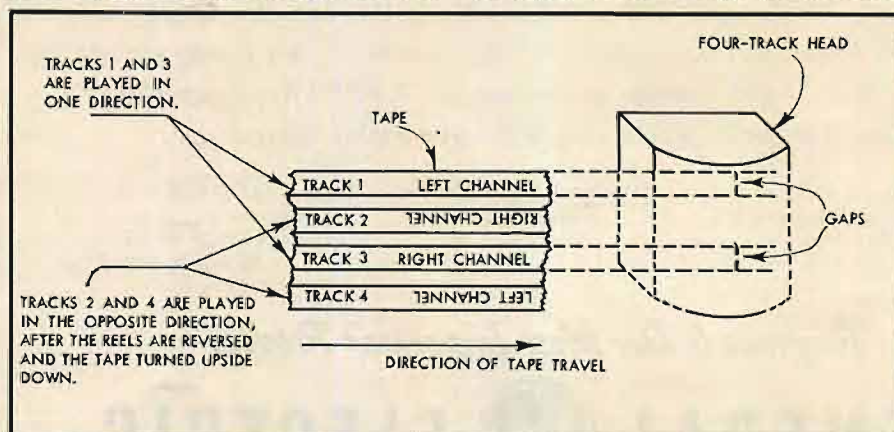 FOUR-TRACK HEAD
TRACKS 1 AND 3
ARE PLAYED IN
ONE DIRECTION.
TAPE
TRACK 1 LEFT CHANNEL
TRACK 2 RIGHT CHANNEL
GAPS
TRACK 3 RIGHT CHANNEL
TRACK 4 LEFT CHANNEL
TRACKS 2 AND 4 ARE PLAYED
IN THE OPPOSITE DIRECTION,
AFTER THE REELS ARE REVERSED
AND THE TAPE TURNED UPSIDE
DOWN.
DIRECTION OF TAPE TRAVEL